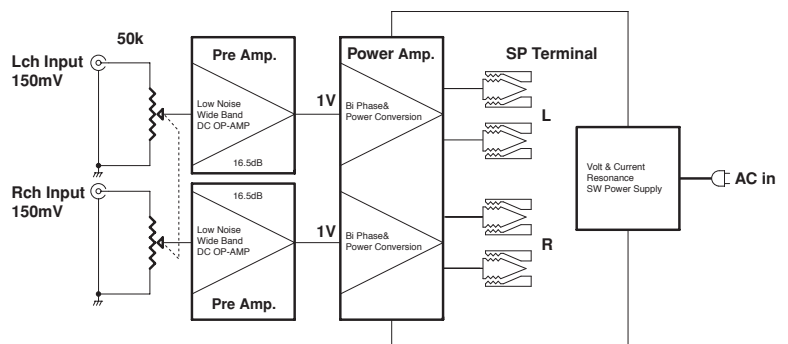 50k
Lch Input
150mV
Pre Amp.
Low Noise
Wide Band
DC OP-AMP
16.5dB
1V
Power Amp.
Bi Phase&
Power Conversion
SP Terminal
L
Volt & Current
Resonance
SW Power Supply
AC in
Rch Input
150mV
16.5dB
Low Noise
Wide Band
DC OP-AMP
Pre Amp.
1V
Bi Phase&
Power Conversion
R